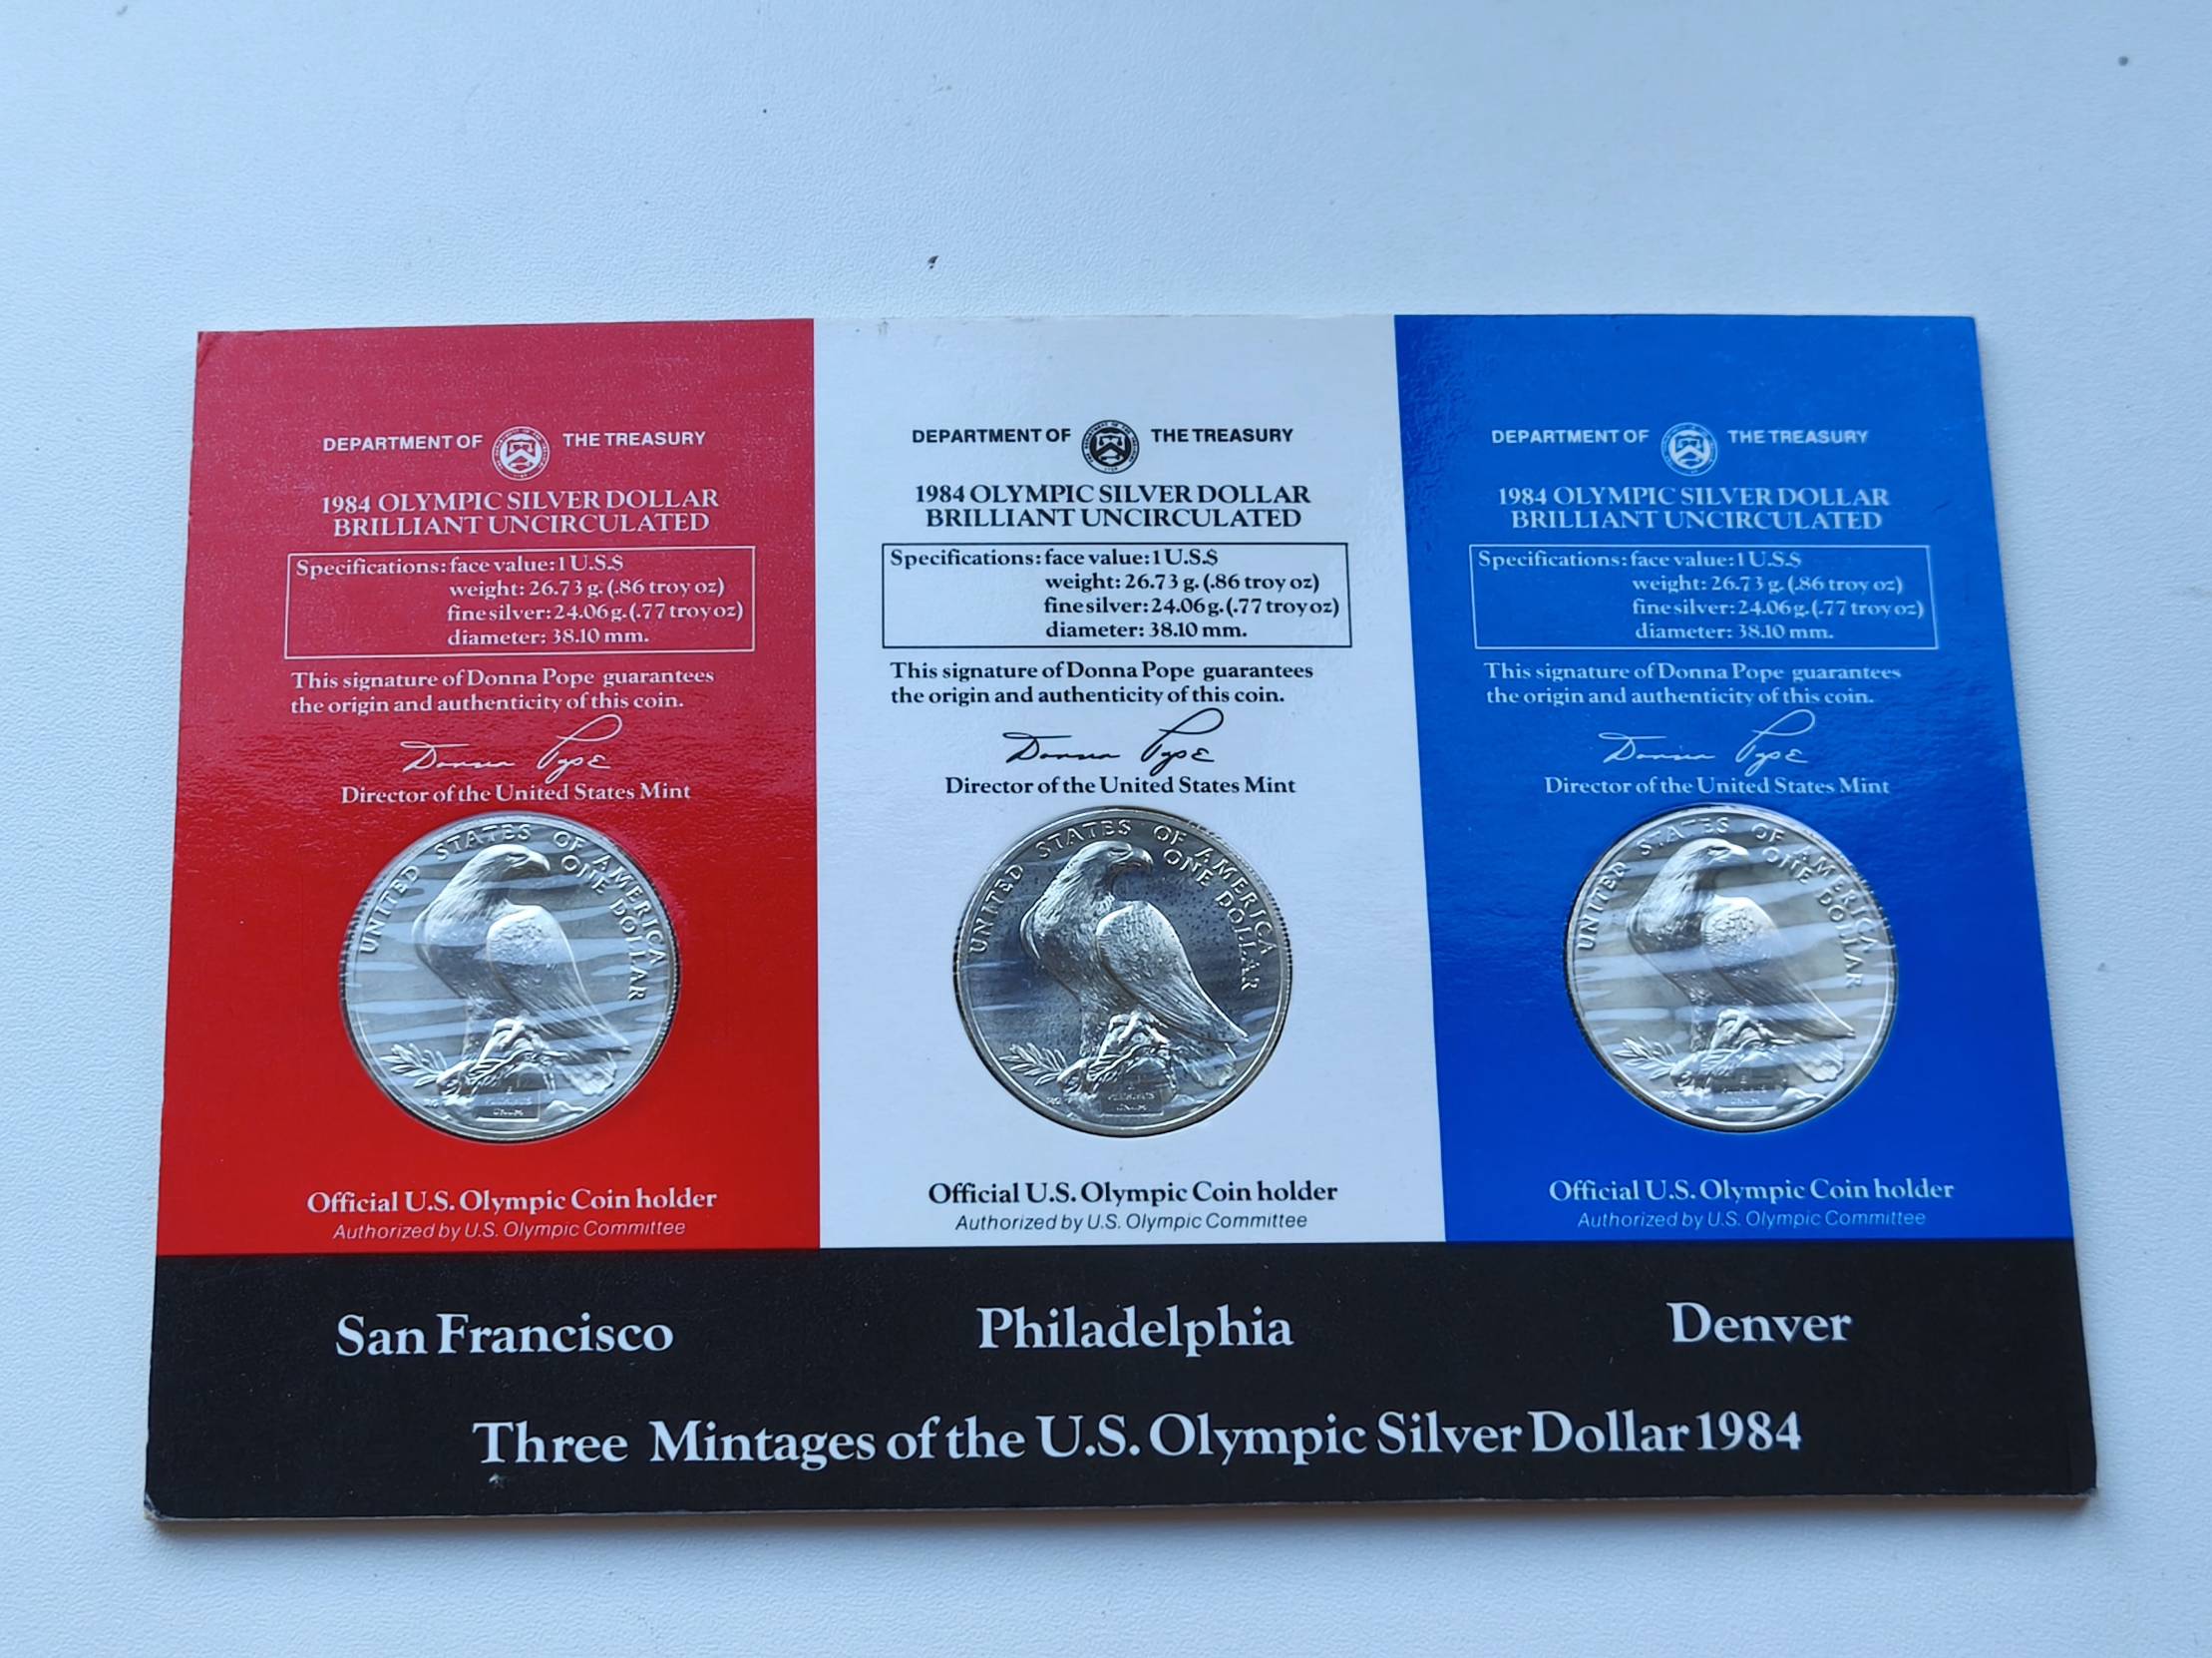 DEPARTMENT OF THE TREASURY
1984 OLYMPIC SILVER DOLLAR
BRILLIANT UNCIRCULATED
Specifications: face value: 1 U.S.$
weight: 26.73 g. (.86 troy oz)
fine silver: 24.06 g. (.77 troy oz)
diameter: 38.10 mm.
This signature of Donna Pope guarantees
the origin and authenticity of this coin.
Donna Pope
Director of the United States Mint
UNITED STATES OF AMERICA
ONE DOLLAR
E
PLURIBUS
UNUM
Official U.S. Olympic Coin holder
Authorized by U.S. Olympic Committee
DEPARTMENT OF THE TREASURY
1984 OLYMPIC SILVER DOLLAR
BRILLIANT UNCIRCULATED
Specifications: face value: 1 U.S.$
weight: 26.73 g. (.86 troy oz)
fine silver: 24.06 g. (.77 troy oz)
diameter: 38.10 mm.
This signature of Donna Pope guarantees
the origin and authenticity of this coin.
Donna Pope
Director of the United States Mint
UNITED STATES OF AMERICA
ONE DOLLAR
E
PLURIBUS
UNUM
Official U.S. Olympic Coin holder
Authorized by U.S. Olympic Committee
DEPARTMENT OF THE TREASURY
1984 OLYMPIC SILVER DOLLAR
BRILLIANT UNCIRCULATED
Specifications: face value: 1 U.S.$
weight: 26.73 g. (.86 troy oz)
fine silver: 24.06 g. (.77 troy oz)
diameter: 38.10 mm.
This signature of Donna Pope guarantees
the origin and authenticity of this coin.
Donna Pope
Director of the United States Mint
UNITED STATES OF AMERICA
ONE DOLLAR
Official U.S. Olympic Coin holder
Authorized by U.S. Olympic Committee
San Francisco Philadelphia Denver
Three Mintages of the U.S. Olympic Silver Dollar 1984